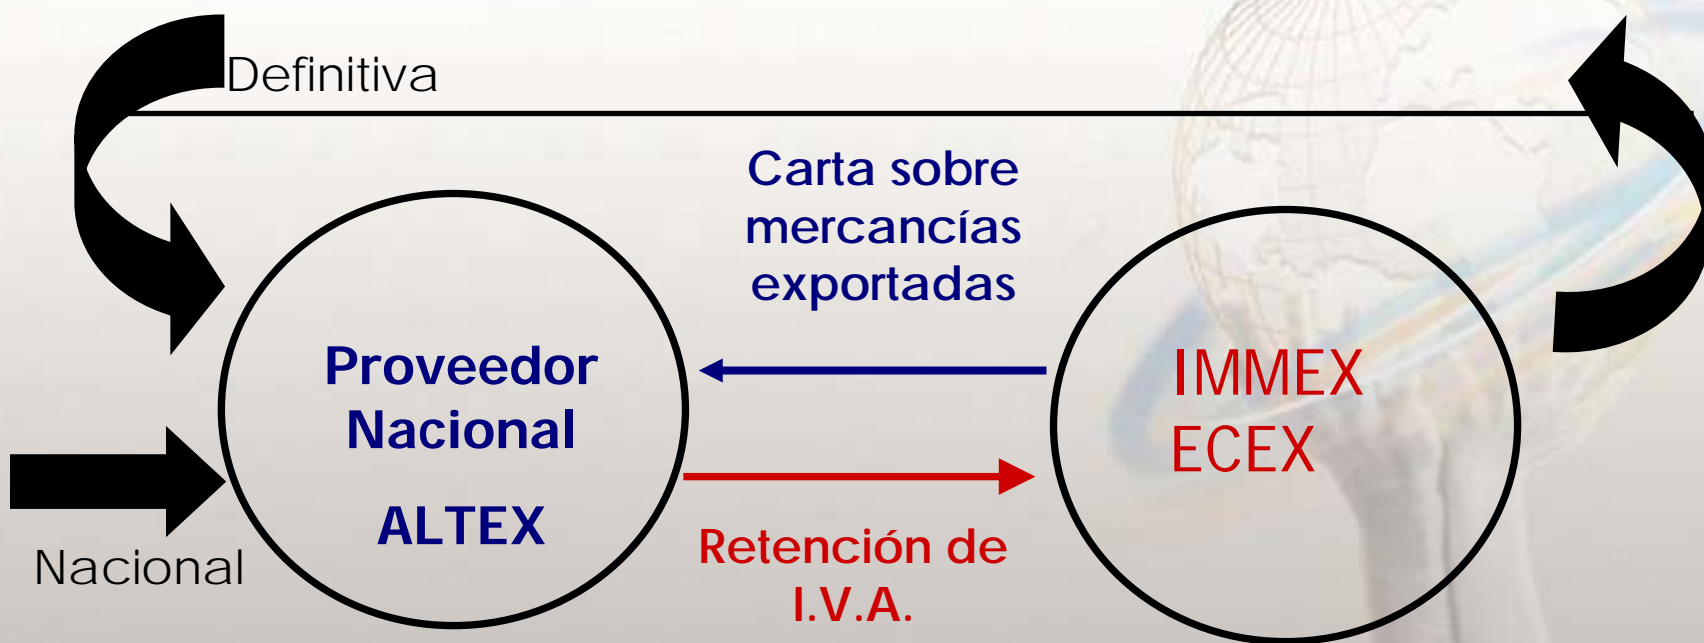 Definitiva
Carta sobre
mercancías
exportadas
Proveedor
Nacional
ALTEX
IMMEX
ECEX
Retención de
I.V.A.
Nacional